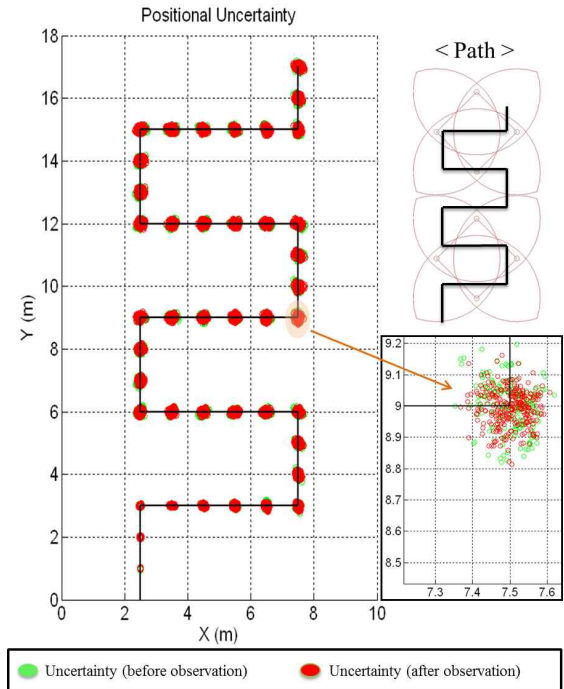 Positional Uncertainty
< Path >
18
16
14
12
10
8
6
4
2
0
Y (m)
0 2 4 6 8 10
X (m)
9.2
9.1
9
8.9
8.8
8.7
8.6
8.5
7.3 7.4 7.5 7.6
Uncertainty (before observation) Uncertainty (after observation)